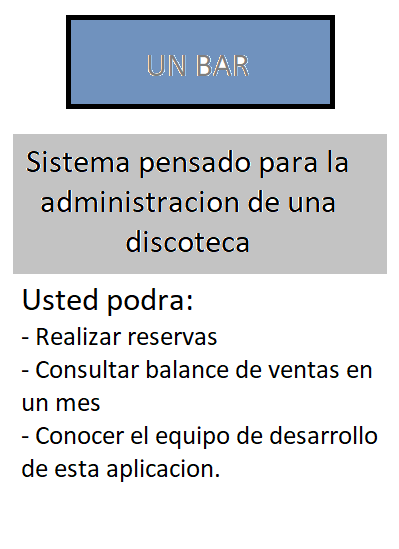 UN BAR
Sistema pensado para la
administracion de una
discoteca
Usted podra:
- Realizar reservas
- Consultar balance de ventas en
un mes
- Conocer el equipo de desarrollo
de esta aplicacion.